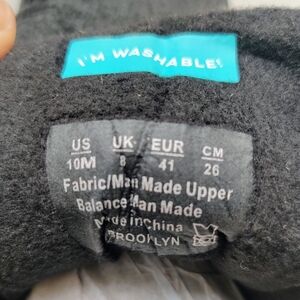 I'M WASHABLE!
US UK EUR CM
10M 8 41 26
Fabric/Man Made Upper
Balance Man Made
Made in China
BROOKLYN